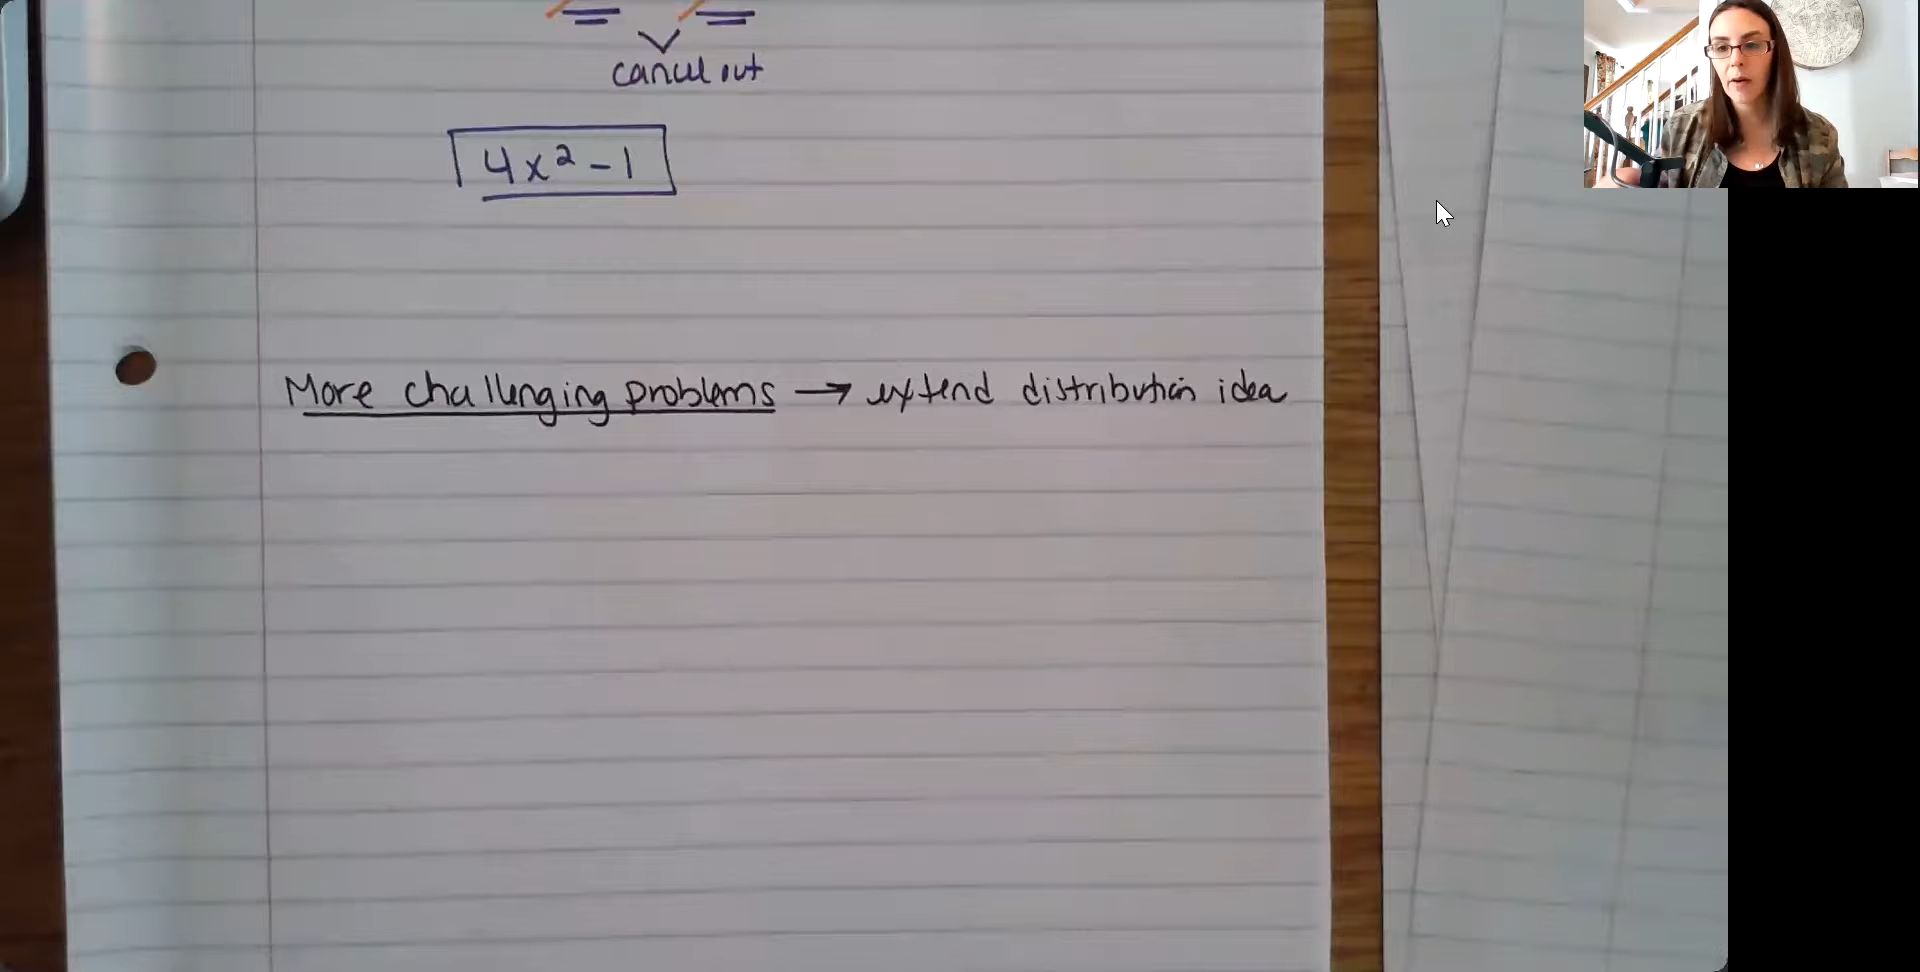 cancel out
4x² - 1
More challenging problems → extend distribution idea